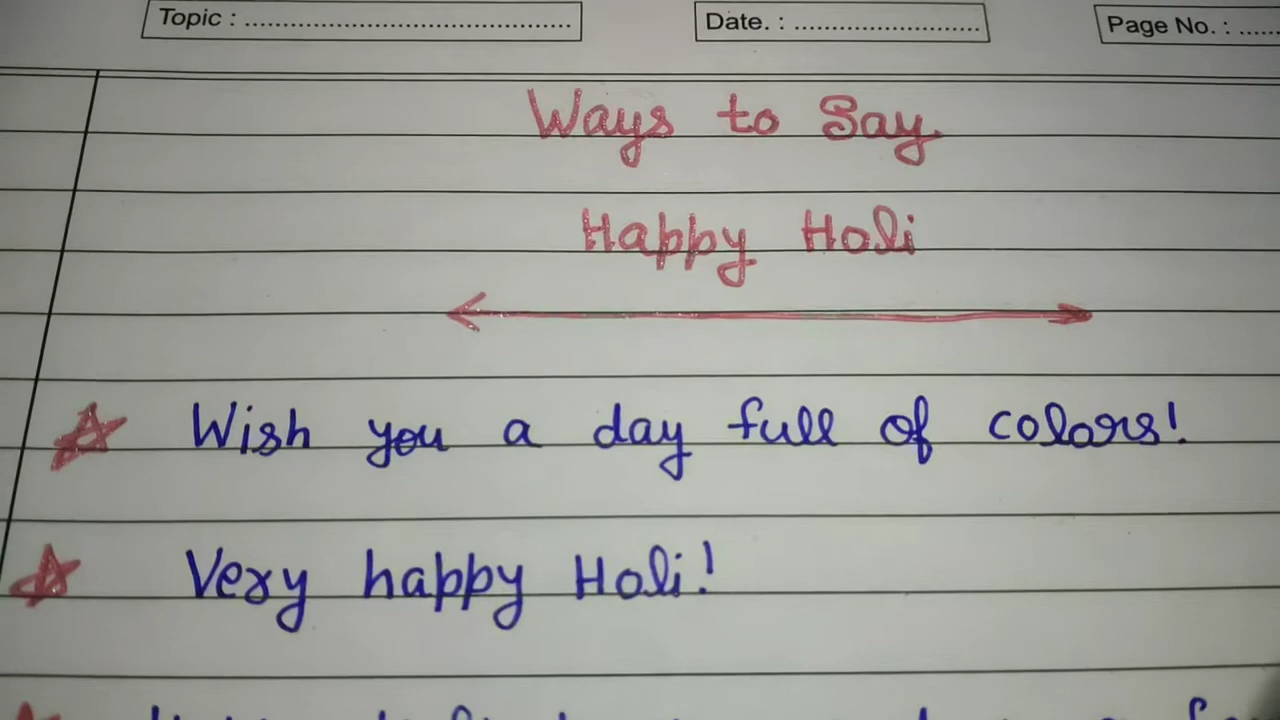 Topic : .......................................
Date. : ..........................
Page No. : ......
Ways to Say
Happy Holi
Wish you a day full of colors!
Very happy Holi!